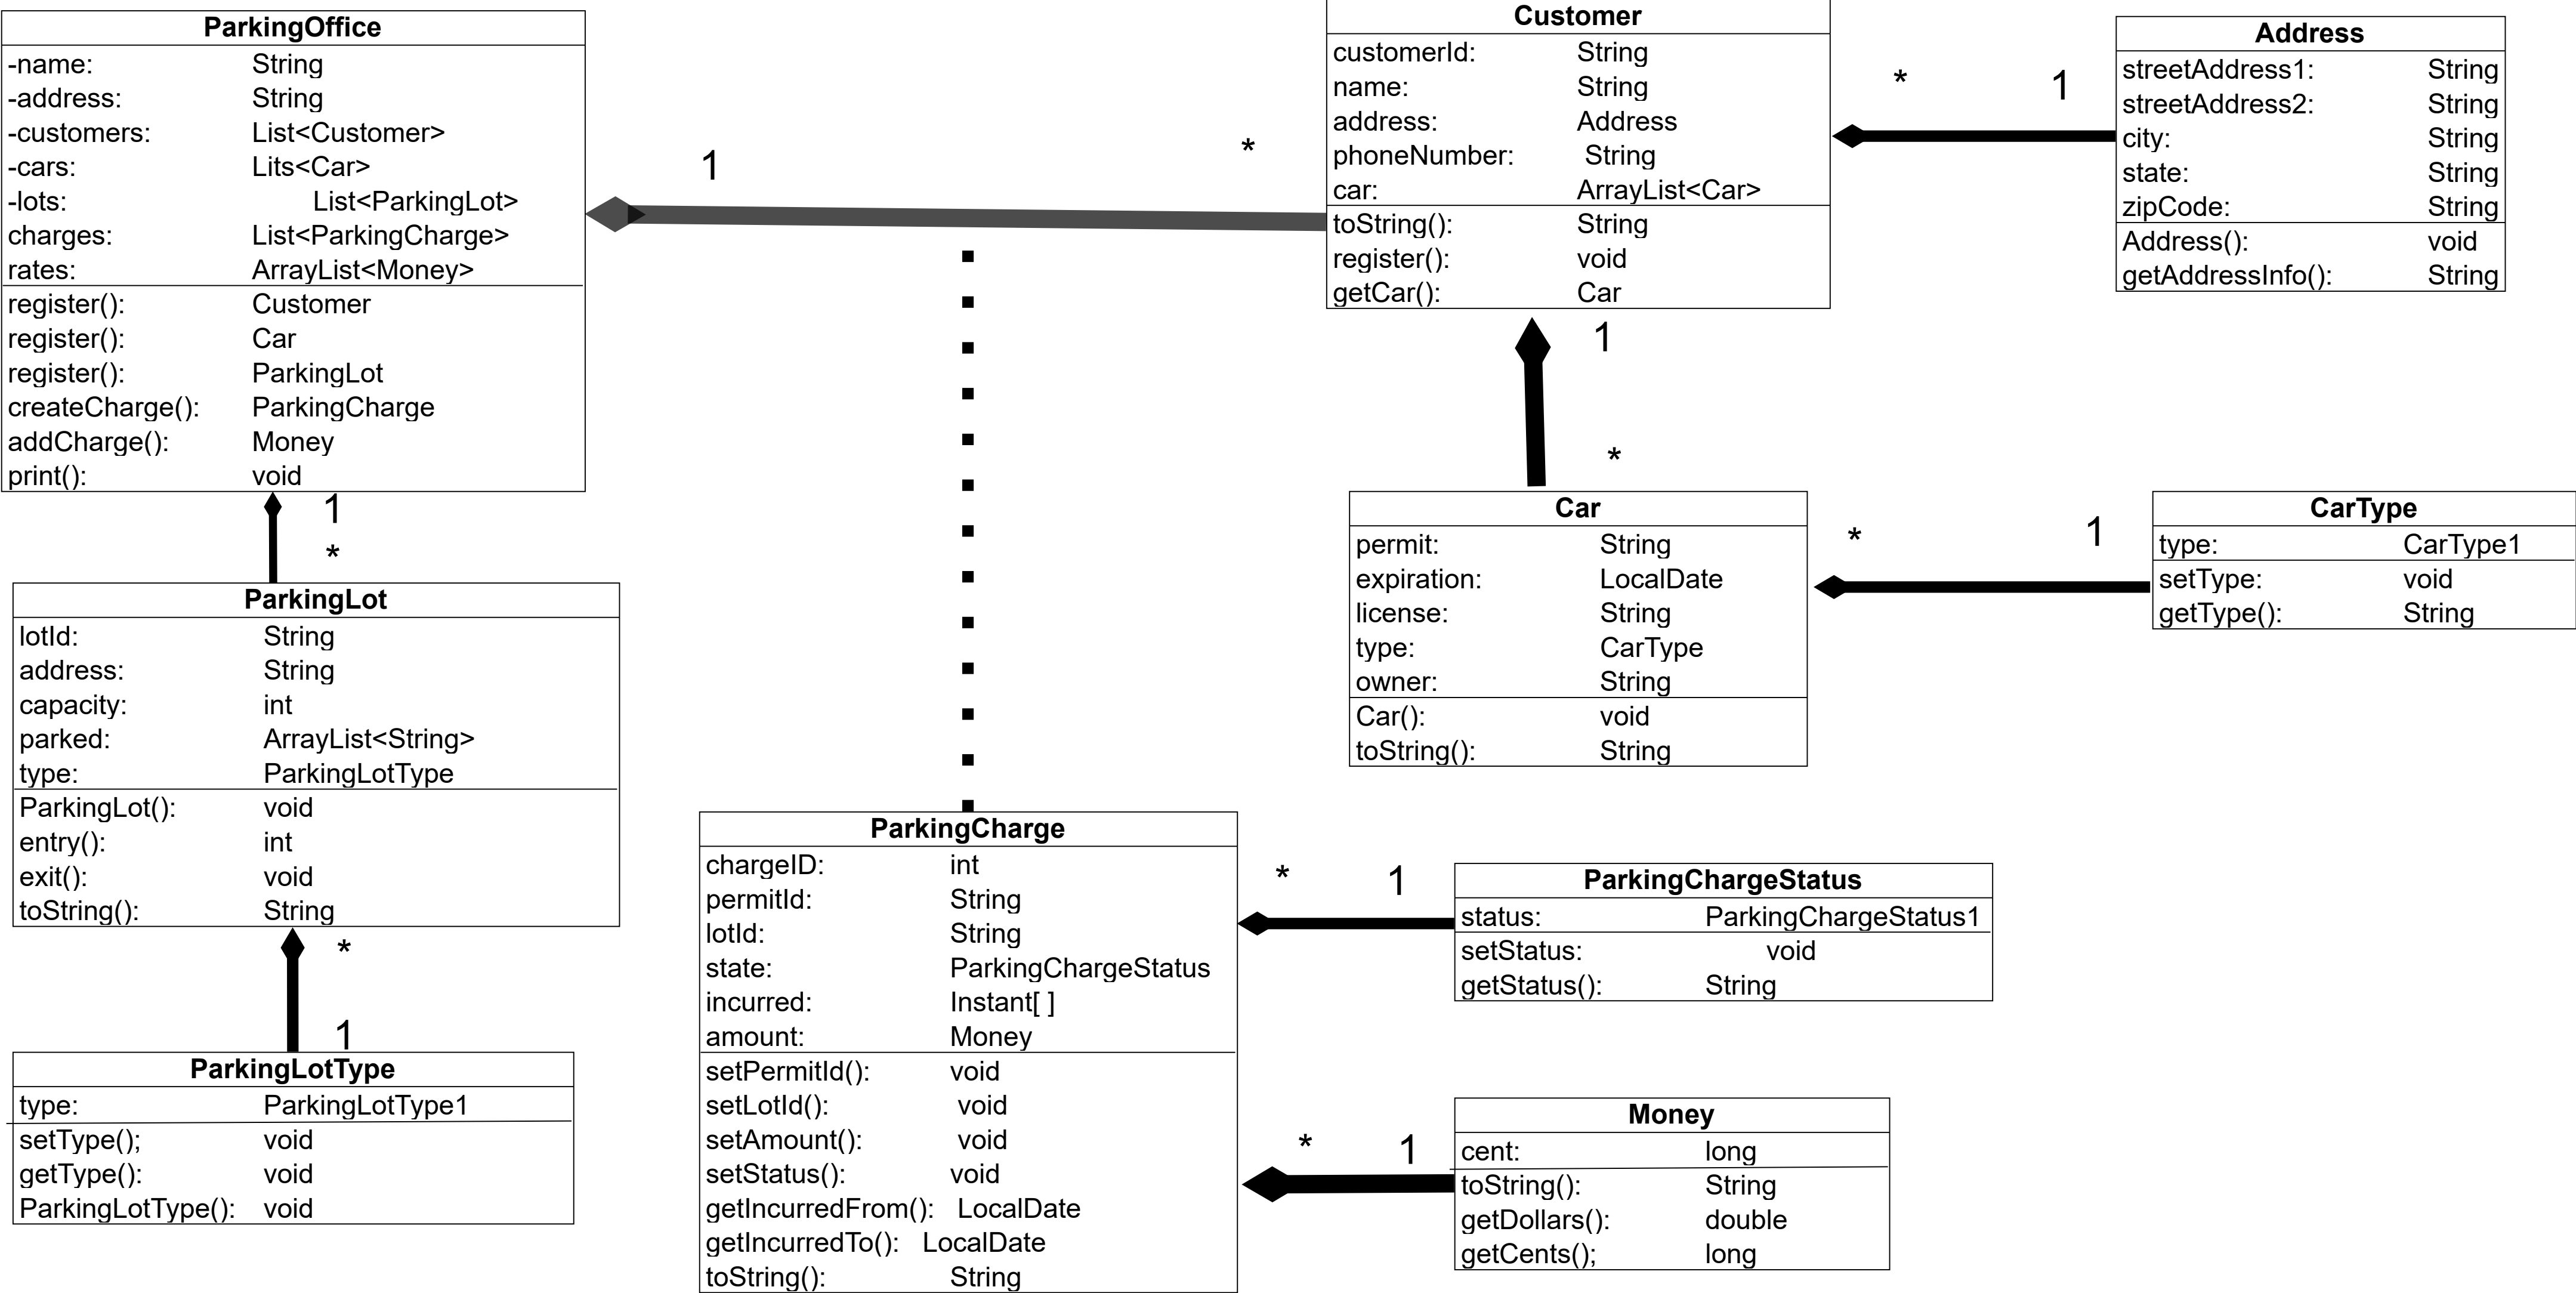 ParkingOffice
-name: String
-address: String
-customers: List<Customer>
-cars: Lits<Car>
-lots: List<ParkingLot>
charges: List<ParkingCharge>
rates: ArrayList<Money>
register(): Customer
register(): Car
register(): ParkingLot
createCharge(): ParkingCharge
addCharge(): Money
print(): void
1 *
Customer
customerId: String
name: String
address: Address
phoneNumber: String
car: ArrayList<Car>
toString(): String
register(): void
getCar(): Car
* 1
Address
streetAddress1: String
streetAddress2: String
city: String
state: String
zipCode: String
Address(): void
getAddressInfo(): String
1
*
ParkingLot
lotId: String
address: String
capacity: int
parked: ArrayList<String>
type: ParkingLotType
ParkingLot(): void
entry(): int
exit(): void
toString(): String
*
1
ParkingLotType
type: ParkingLotType1
setType(); void
getType(): void
ParkingLotType(): void
1
*
Car
permit: String
expiration: LocalDate
license: String
type: CarType
owner: String
Car(): void
toString(): String
* 1
CarType
type: CarType1
setType: void
getType(): String
ParkingCharge
chargeID: int
permitId: String
lotId: String
state: ParkingChargeStatus
incurred: Instant[ ]
amount: Money
setPermitId(): void
setLotId(): void
setAmount(): void
setStatus(): void
getIncurredFrom(): LocalDate
getIncurredTo(): LocalDate
toString(): String
* 1
ParkingChargeStatus
status: ParkingChargeStatus1
setStatus: void
getStatus(): String
* 1
Money
cent: long
toString(): String
getDollars(): double
getCents(); long